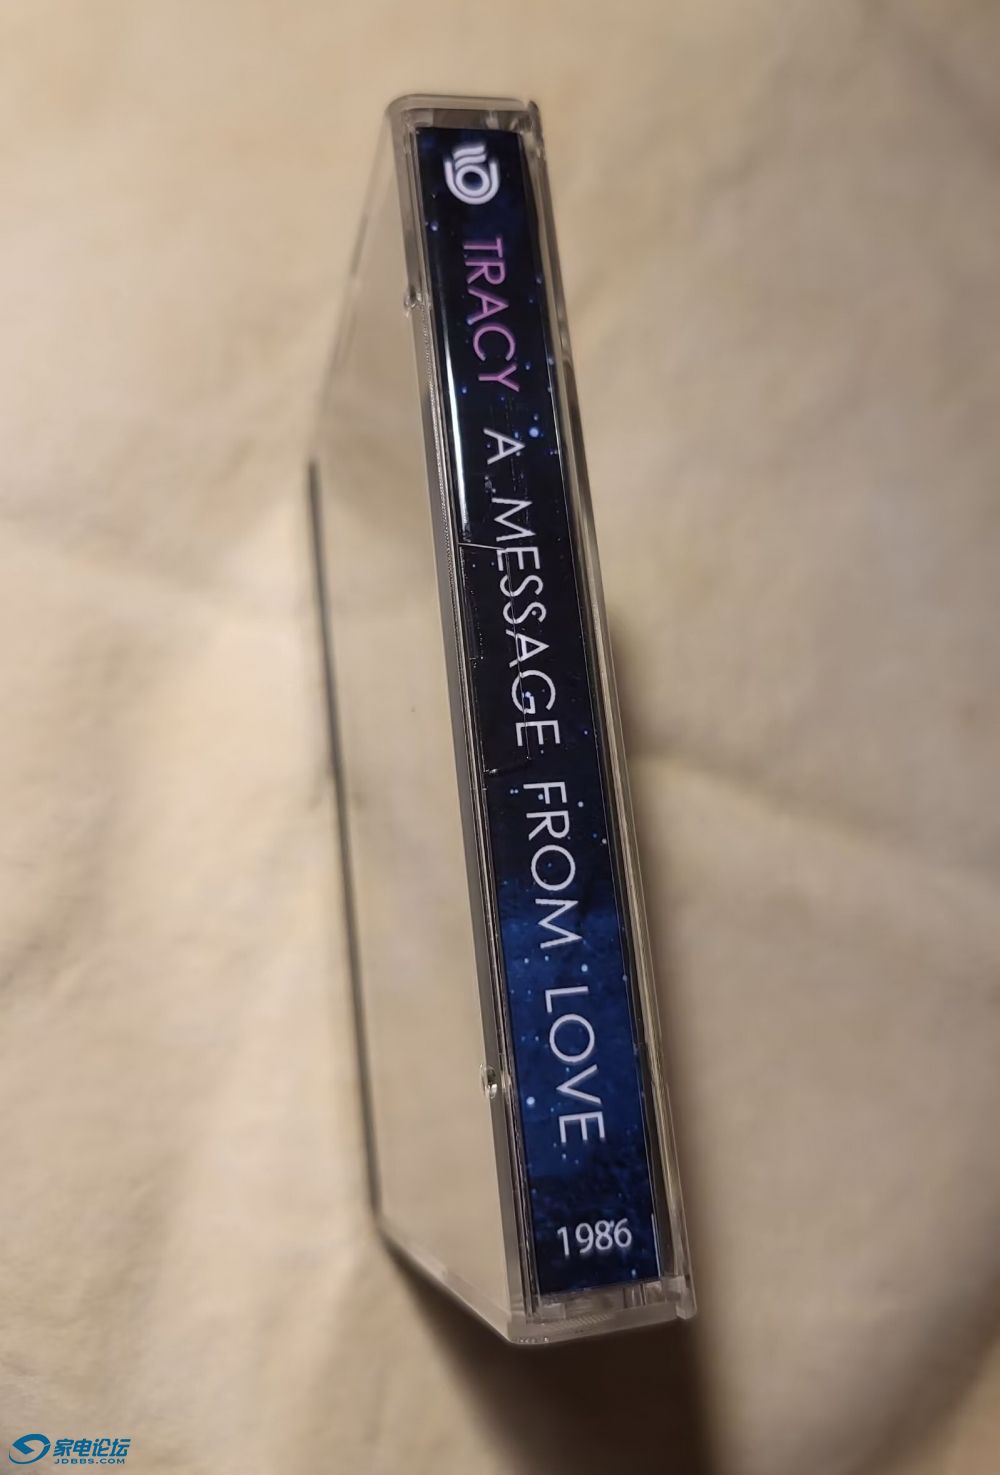 TRACY A MESSAGE FROM LOVE
1986
家电论坛
JDBBS.COM